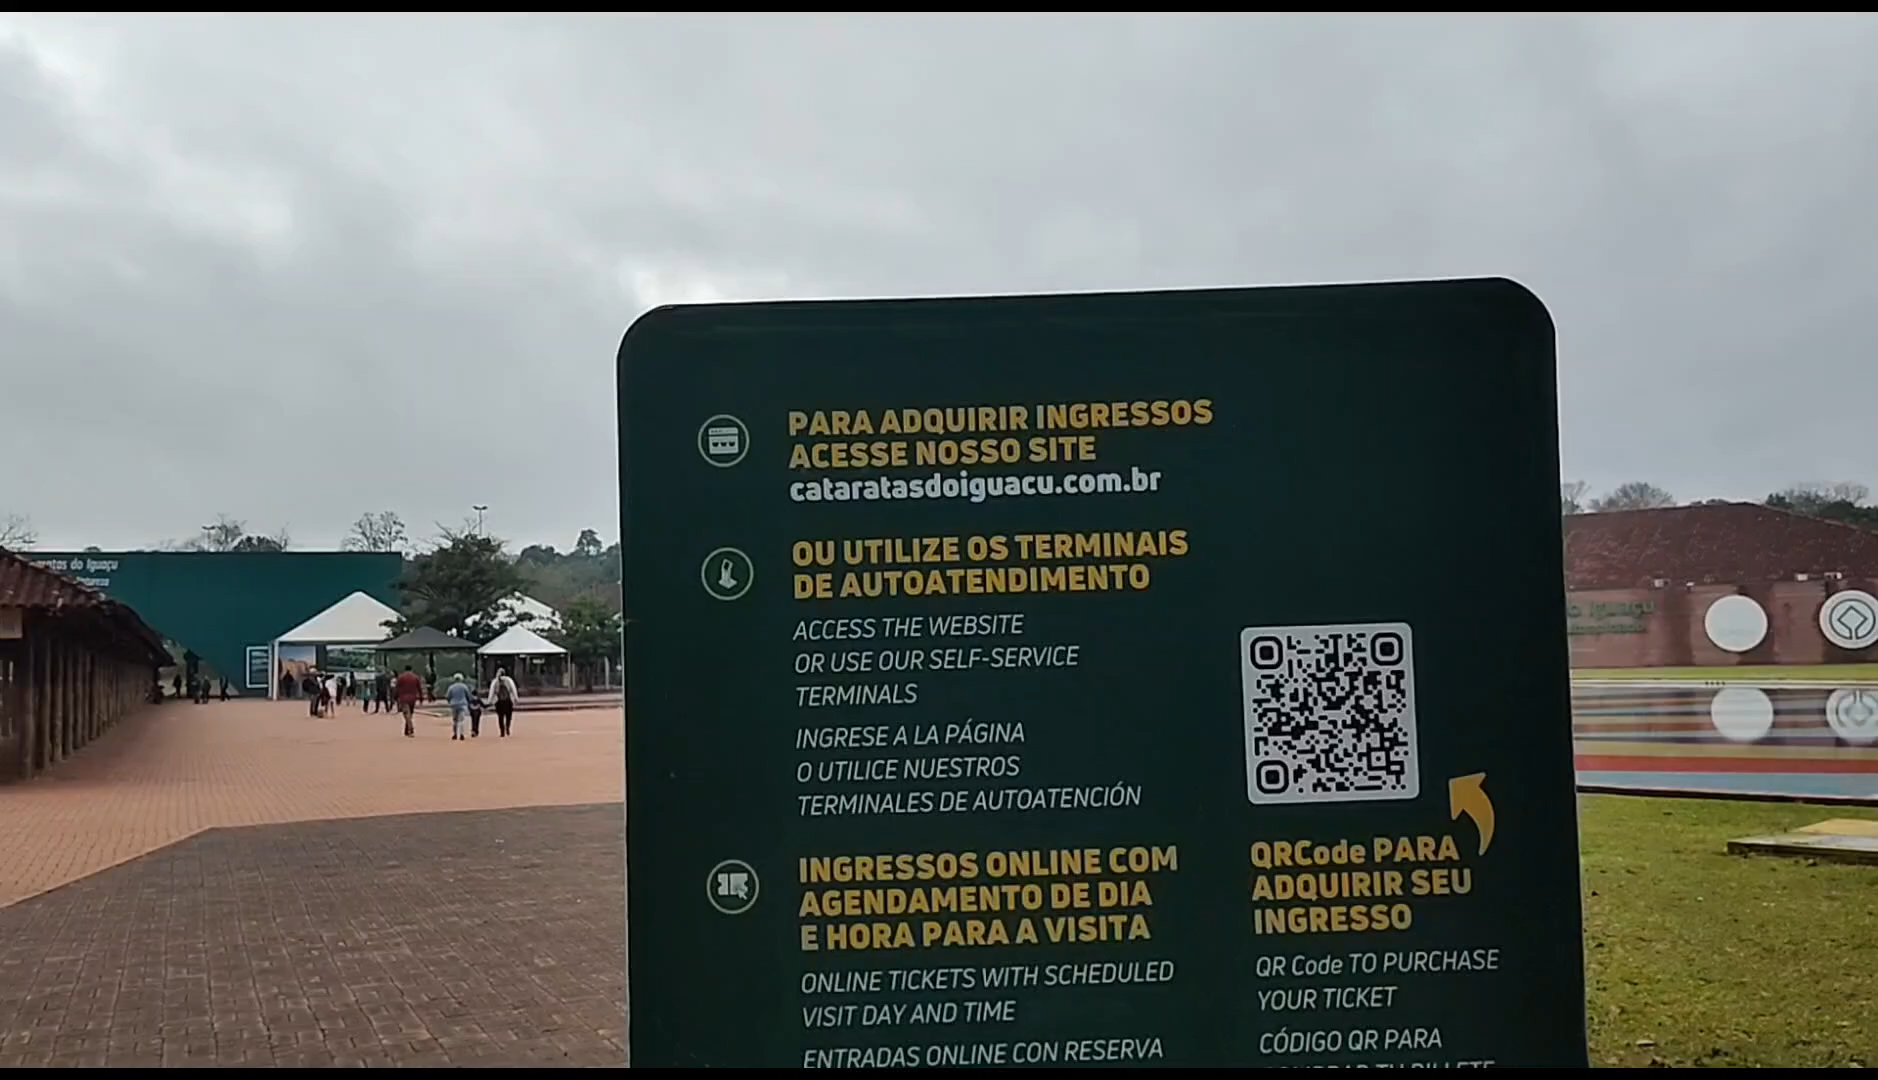 PARA ADQUIRIR INGRESSOS
ACESSE NOSSO SITE
cataratasdoiguacu.com.br
OU UTILIZE OS TERMINAIS
DE AUTOATENDIMENTO
ACCESS THE WEBSITE
OR USE OUR SELF-SERVICE
TERMINALS
INGRESE A LA PÁGINA
O UTILICE NUESTROS
TERMINALES DE AUTOATENCIÓN
INGRESSOS ONLINE COM
AGENDAMENTO DE DIA
E HORA PARA A VISITA
ONLINE TICKETS WITH SCHEDULED
VISIT DAY AND TIME
ENTRADAS ONLINE CON RESERVA
QRCode PARA
ADQUIRIR SEU
INGRESSO
QR Code TO PURCHASE
YOUR TICKET
CÓDIGO QR PARA
do Iguaçu
Iguaçu